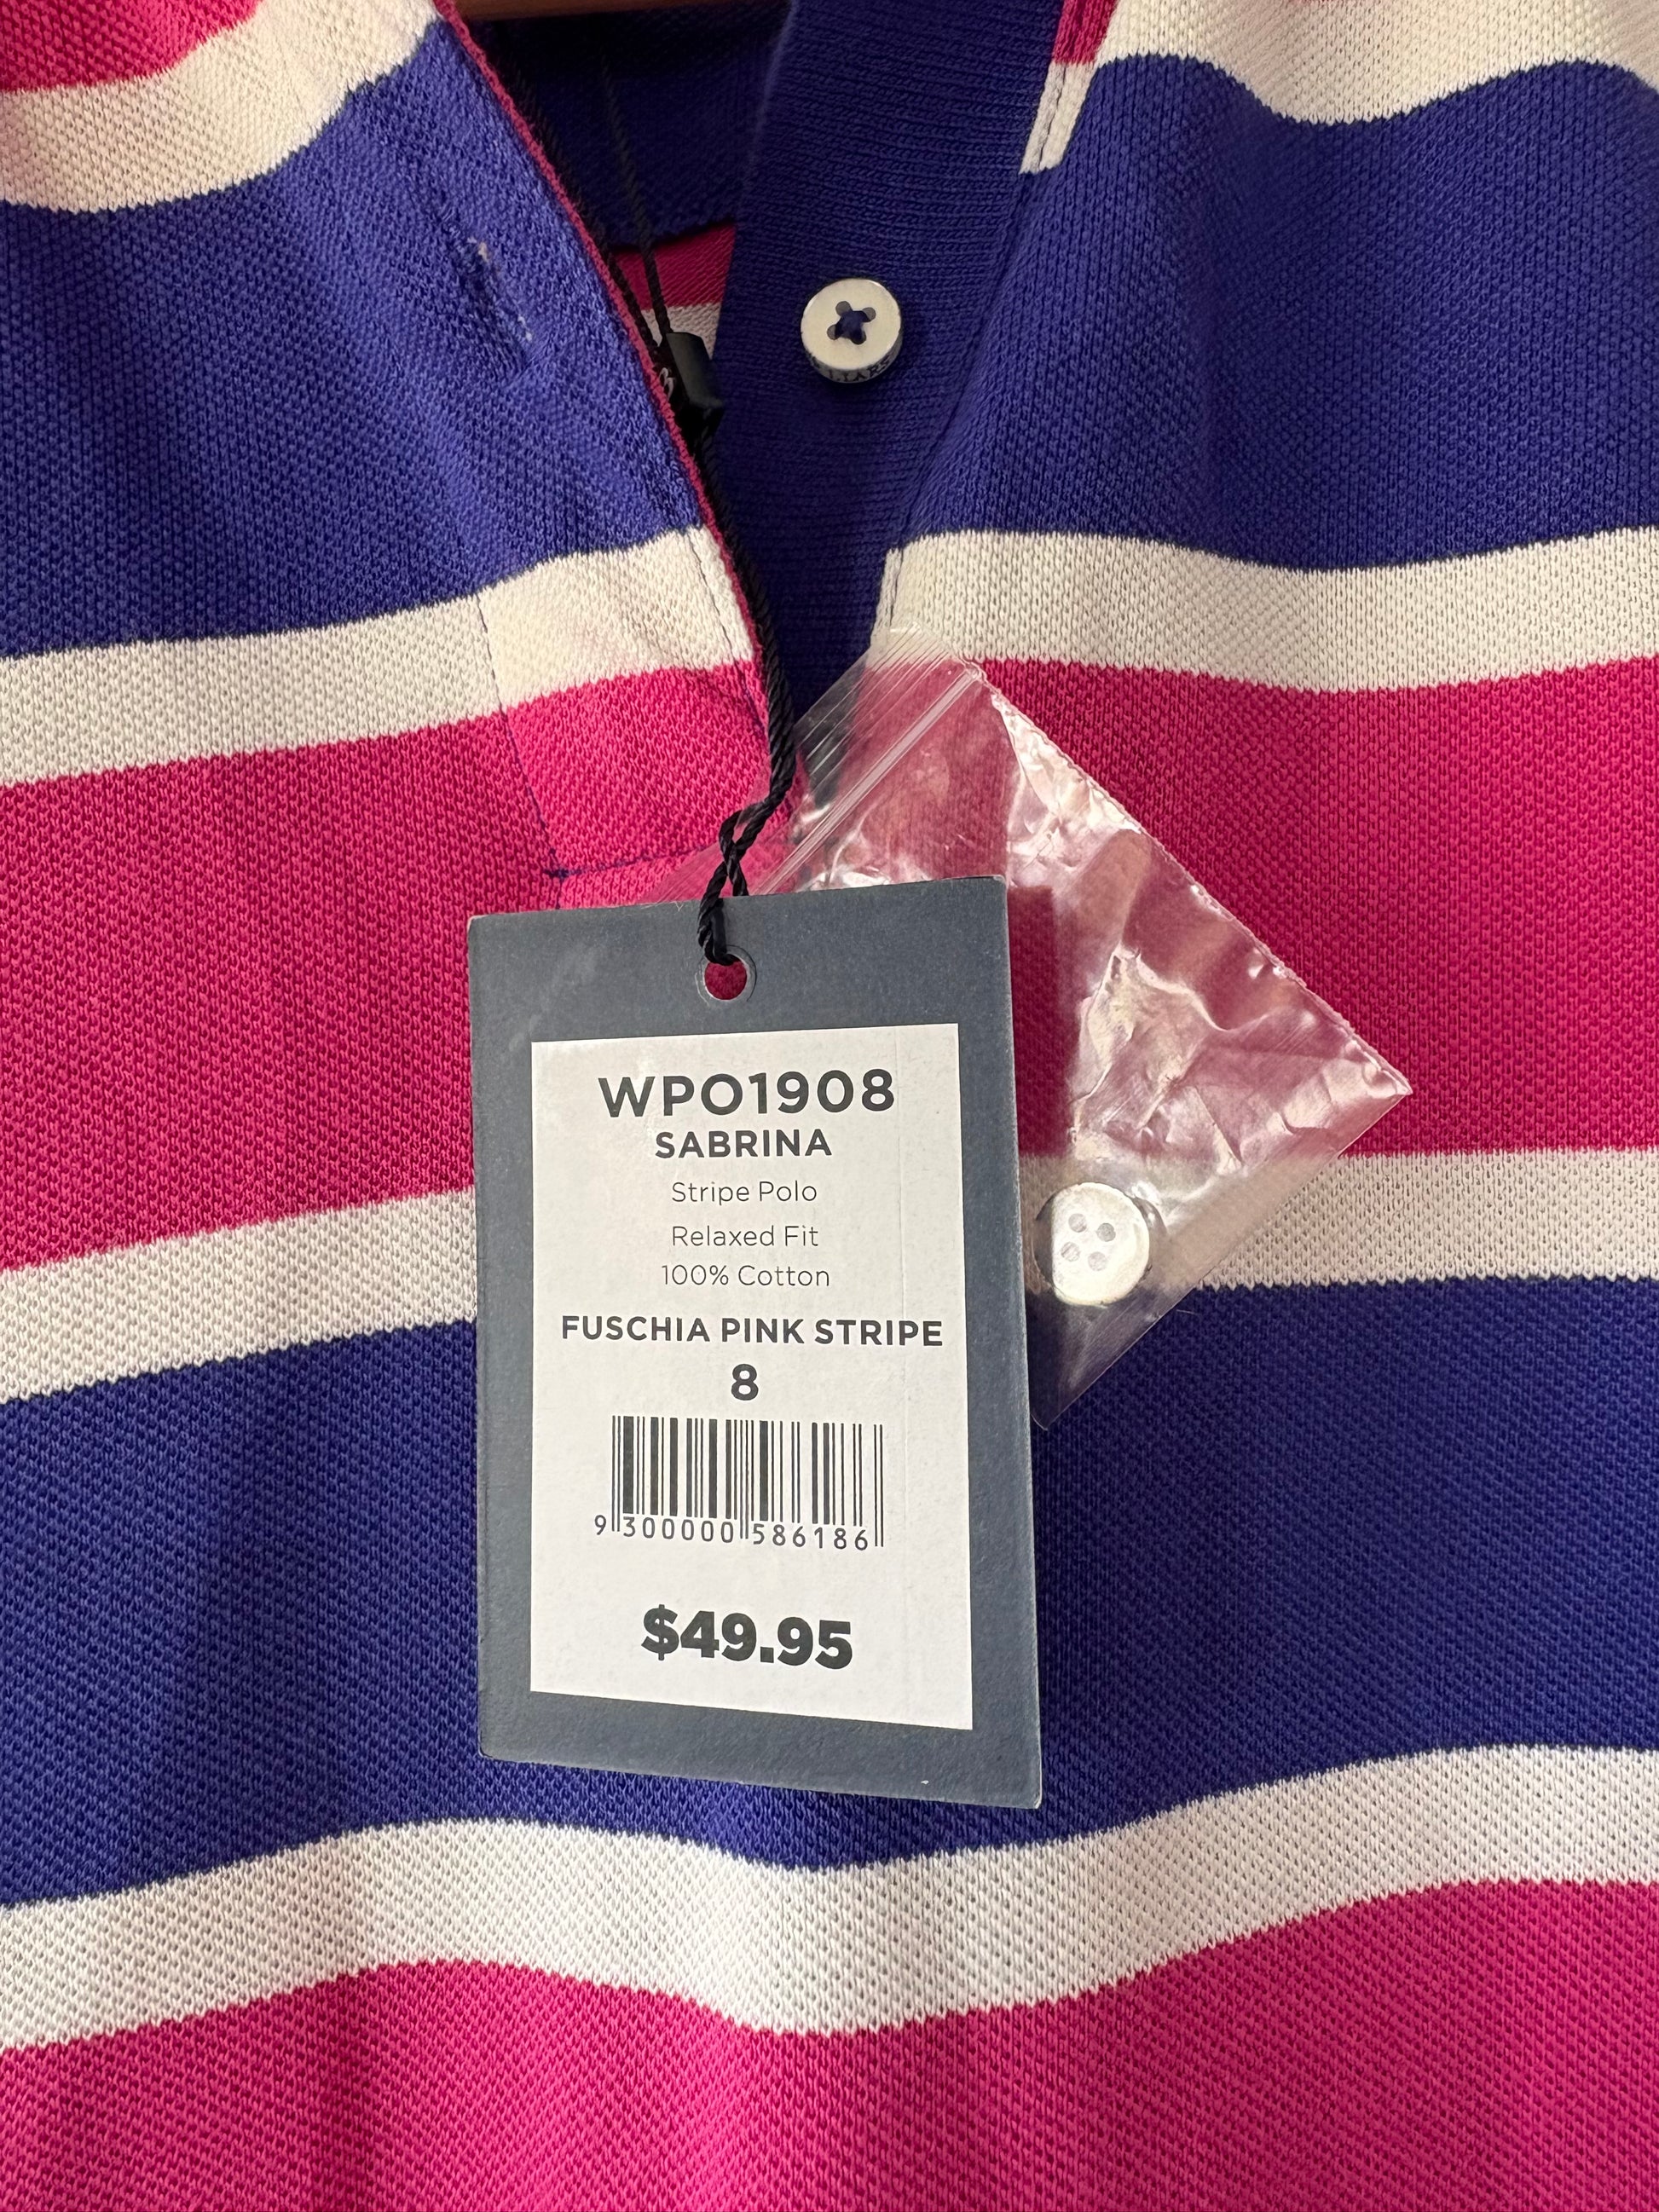 WPO1908
SABRINA
Stripe Polo
Relaxed Fit
100% Cotton
FUSCHIA PINK STRIPE
8
9 300000 586186
$49.95